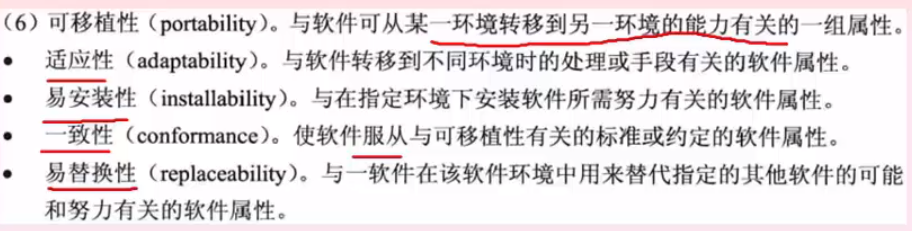 （6）可移植性（portability）。与软件可从某一环境转移到另一环境的能力有关的一组属性。
• 适应性（adaptability）。与软件转移到不同环境时的处理或手段有关的软件属性。
• 易安装性（installability）。与在指定环境下安装软件所需努力有关的软件属性。
• 一致性（conformance）。使软件服从与可移植性有关的标准或约定的软件属性。
• 易替换性（replaceability）。与一软件在该软件环境中用来替代指定的其他软件的可能
和努力有关的软件属性。